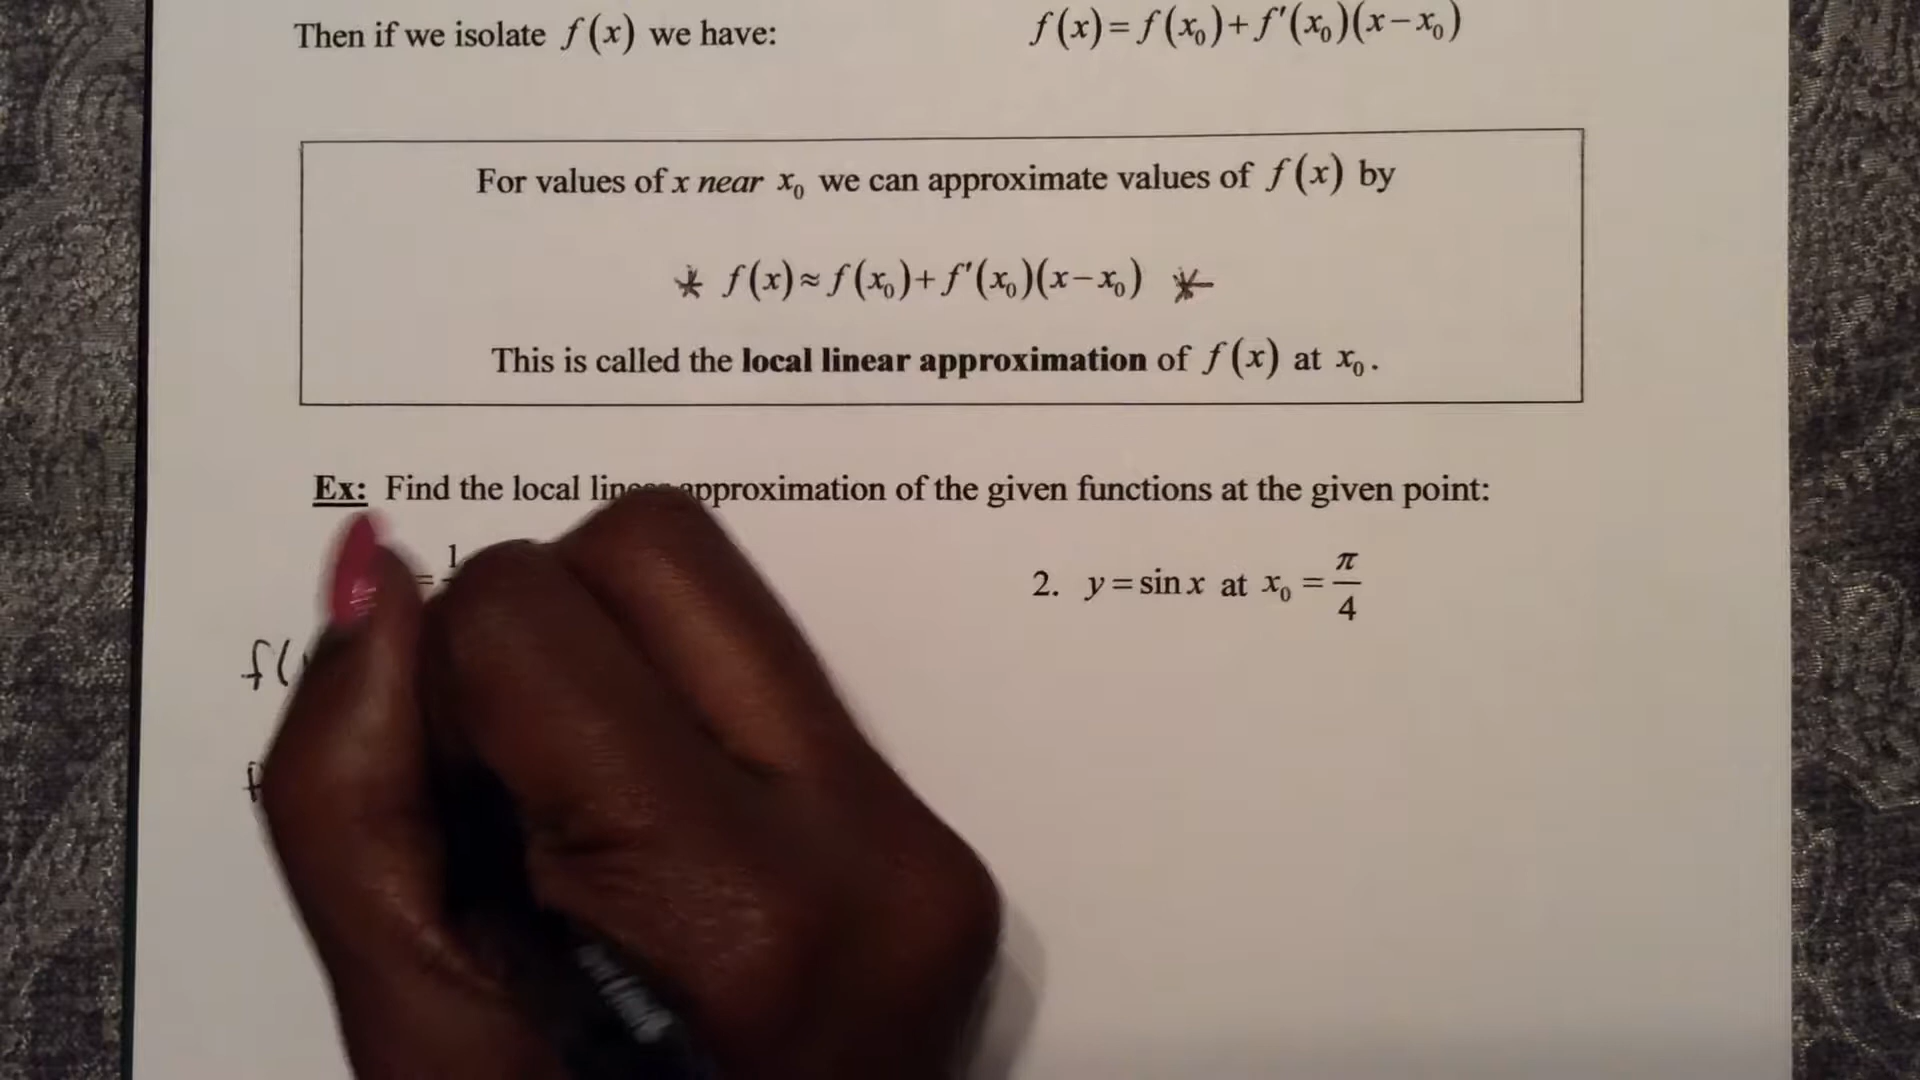 Then if we isolate f(x) we have: f(x)=f(x₀)+f′(x₀)(x−x₀)
For values of x near x₀ we can approximate values of f(x) by
* f(x)≈f(x₀)+f′(x₀)(x−x₀) *
This is called the local linear approximation of f(x) at x₀.
Ex: Find the local linear approximation of the given functions at the given point:
= 1
2. y=sin x at x₀ = π/4
f(